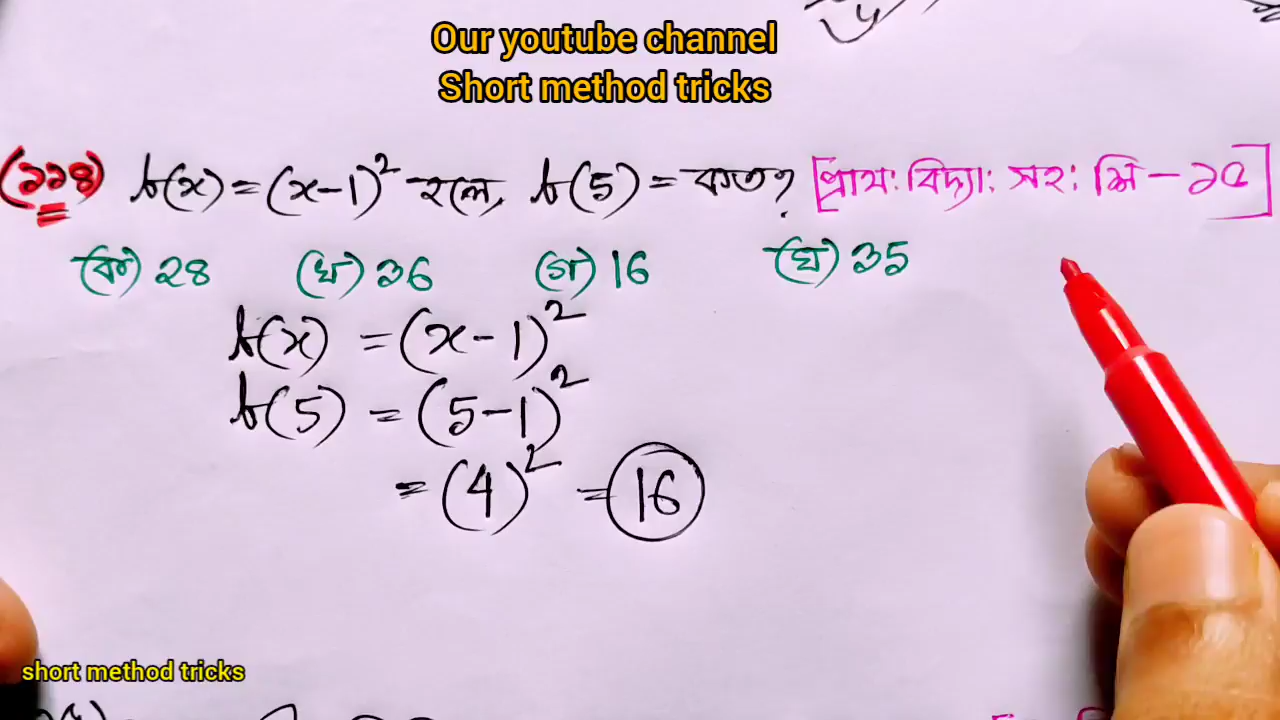 Our youtube channel
Short method tricks
(১১৪) f(x) = (x-1)² হলে, f(5) = কত? [প্রাথ: বিদ্যা: সহ: শি - ১৫]
(ক) 28 (খ) 36 (গ) 16 (ঘ) 35
f(x) = (x-1)²
f(5) = (5-1)²
= (4)² = 16
short method tricks